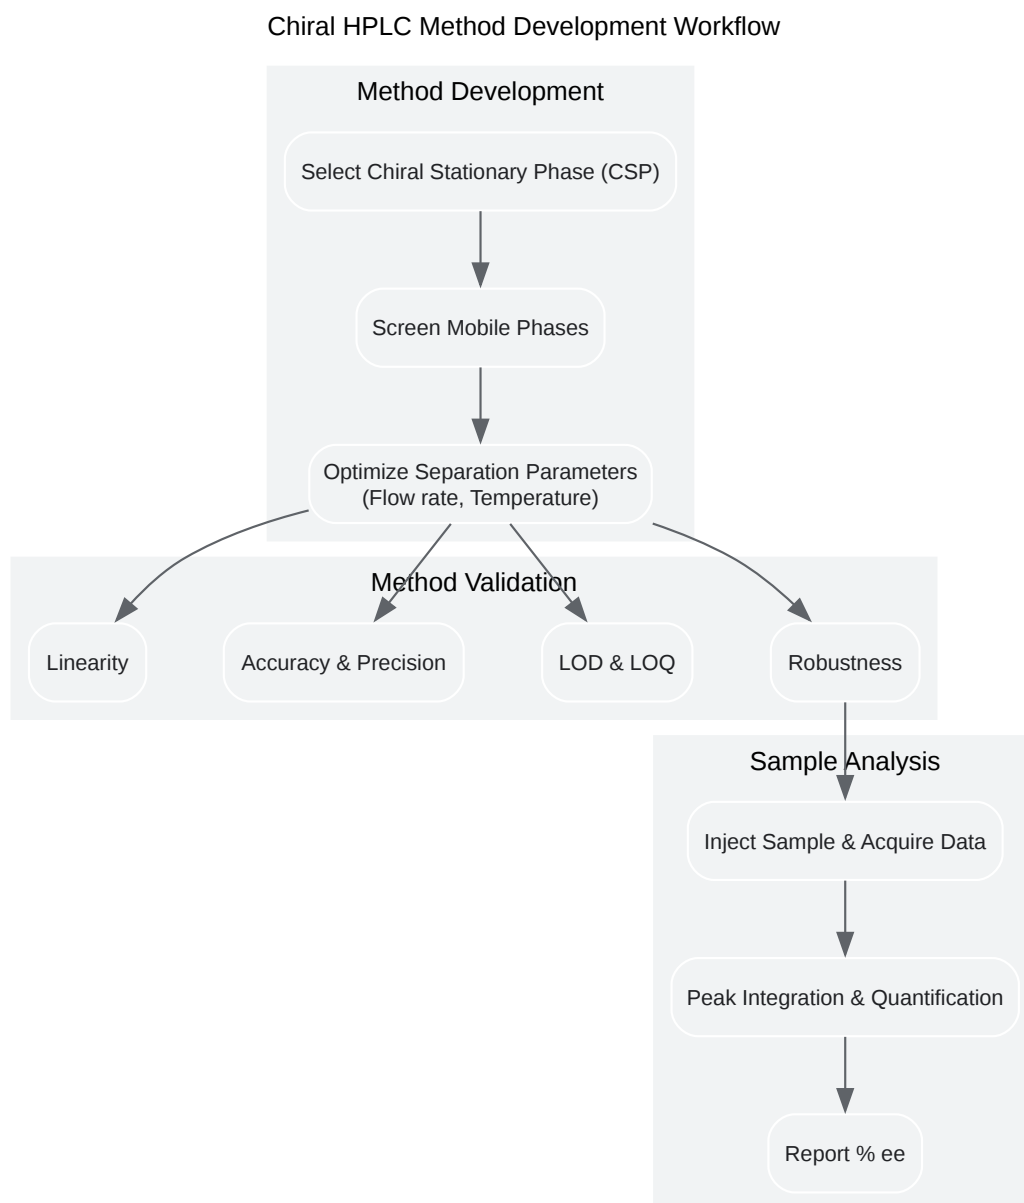 Chiral HPLC Method Development Workflow
Method Development
Select Chiral Stationary Phase (CSP)
Screen Mobile Phases
Optimize Separation Parameters
(Flow rate, Temperature)
Method Validation
Linearity
Accuracy & Precision
LOD & LOQ
Robustness
Sample Analysis
Inject Sample & Acquire Data
Peak Integration & Quantification
Report % ee